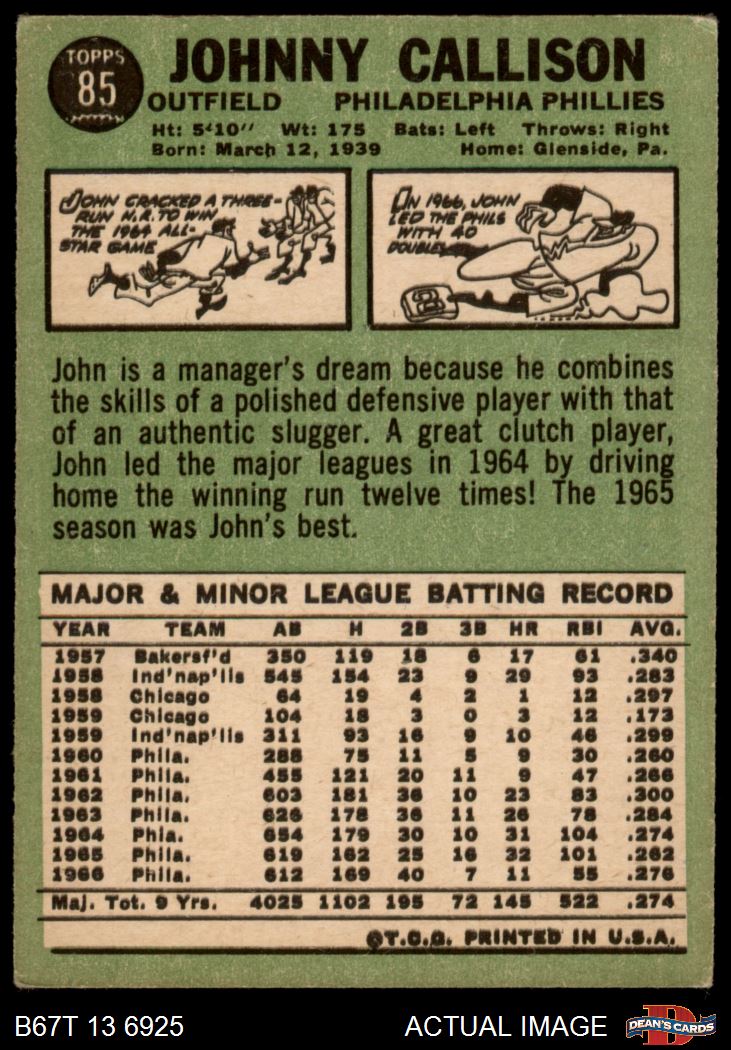 TOPPS
85
JOHNNY CALLISON
OUTFIELD PHILADELPHIA PHILLIES
Ht: 5'10" Wt: 175 Bats: Left Throws: Right
Born: March 12, 1939 Home: Glenside, Pa.
JOHN CRACKED A THREE-
RUN H.R. TO WIN
THE 1964 ALL-
STAR GAME
IN 1966, JOHN
LED THE PHILS
WITH 40
DOUBLES
2
John is a manager's dream because he combines
the skills of a polished defensive player with that
of an authentic slugger. A great clutch player,
John led the major leagues in 1964 by driving
home the winning run twelve times! The 1965
season was John's best.
MAJOR & MINOR LEAGUE BATTING RECORD
YEAR TEAM AB H 2B 3B HR RBI AVG.
1957 Bakersf'd 350 119 18 6 17 61 .340
1958 Ind'nap'lis 545 154 23 9 29 93 .283
1958 Chicago 64 19 4 2 1 12 .297
1959 Chicago 104 18 3 0 3 12 .173
1959 Ind'nap'lis 311 93 16 9 10 46 .299
1960 Phila. 288 75 11 5 9 30 .260
1961 Phila. 455 121 20 11 9 47 .266
1962 Phila. 603 181 36 10 23 83 .300
1963 Phila. 626 178 36 11 26 78 .284
1964 Phia. 654 179 30 10 31 104 .274
1965 Phila. 619 162 25 16 32 101 .262
1966 Phila. 612 169 40 7 11 55 .276
Maj. Tot. 9 Yrs. 4025 1102 195 72 145 522 .274
©T.C.G. PRINTED IN U.S.A.
B67T 13 6925 ACTUAL IMAGE
D
DEAN'S CARDS